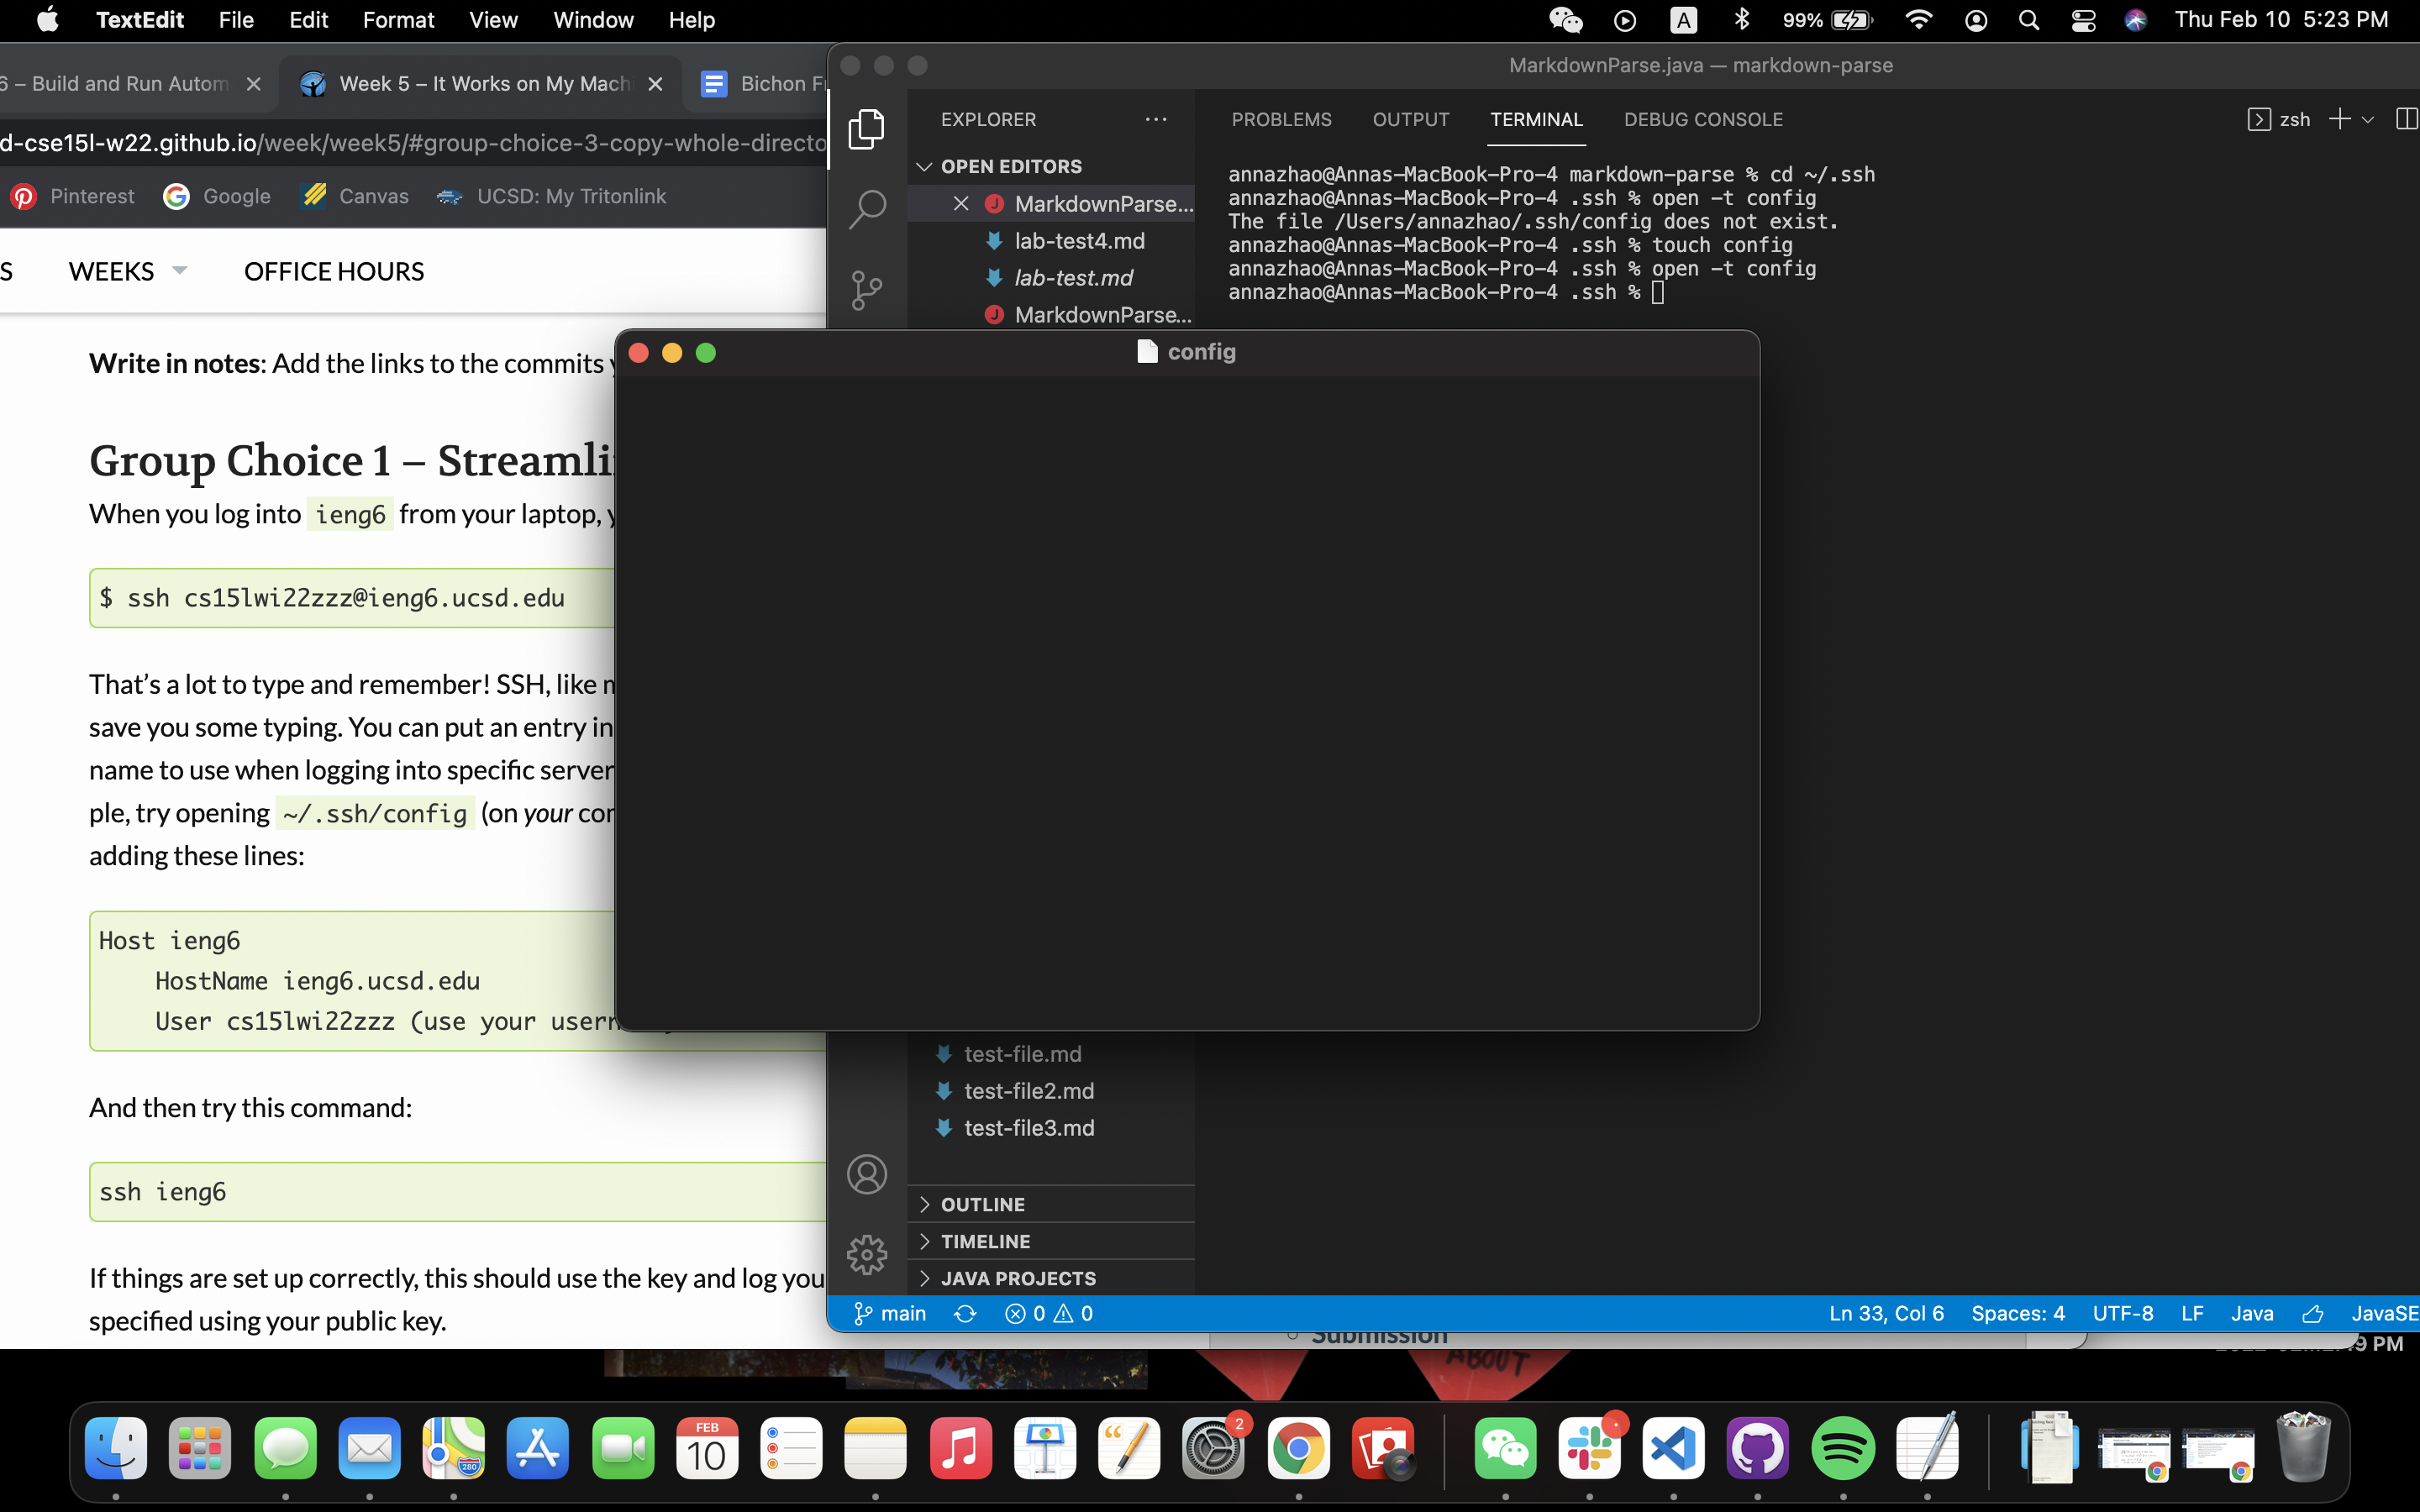 TextEdit File Edit Format View Window Help
A 99% Thu Feb 10 5:23 PM
6 – Build and Run Autom
Week 5 – It Works on My Machi
Bichon Fr
d-cse15l-w22.github.io/week/week5/#group-choice-3-copy-whole-directo
Pinterest Google Canvas UCSD: My Tritonlink
S WEEKS OFFICE HOURS
Write in notes: Add the links to the commits y
Group Choice 1 – Streamli
When you log into ieng6 from your laptop, y
$ ssh cs15lwi22zzz@ieng6.ucsd.edu
That's a lot to type and remember! SSH, like m
save you some typing. You can put an entry in
name to use when logging into specific server
ple, try opening ~/.ssh/config (on your con
adding these lines:
Host ieng6
HostName ieng6.ucsd.edu
User cs15lwi22zzz (use your usern
And then try this command:
ssh ieng6
If things are set up correctly, this should use the key and log you
specified using your public key.
MarkdownParse.java — markdown-parse
EXPLORER
OPEN EDITORS
MarkdownParse...
lab-test4.md
lab-test.md
MarkdownParse...
PROBLEMS OUTPUT TERMINAL DEBUG CONSOLE
zsh
annazhao@Annas-MacBook-Pro-4 markdown-parse % cd ~/.ssh
annazhao@Annas-MacBook-Pro-4 .ssh % open -t config
The file /Users/annazhao/.ssh/config does not exist.
annazhao@Annas-MacBook-Pro-4 .ssh % touch config
annazhao@Annas-MacBook-Pro-4 .ssh % open -t config
annazhao@Annas-MacBook-Pro-4 .ssh %
config
test-file.md
test-file2.md
test-file3.md
OUTLINE
TIMELINE
JAVA PROJECTS
main 0 0
Ln 33, Col 6 Spaces: 4 UTF-8 LF Java JavaSE
Submission
9 PM
ABOUT
280
FEB
10
2